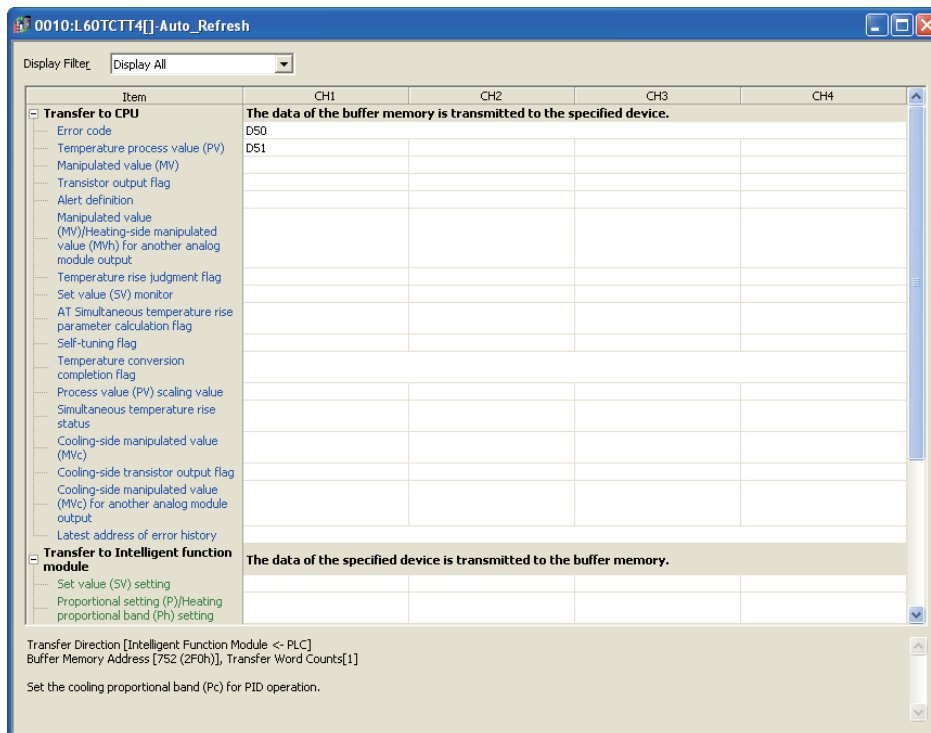 0010:L60TCTT4[]-Auto_Refresh
Display Filter Display All
Item CH1 CH2 CH3 CH4
Transfer to CPU The data of the buffer memory is transmitted to the specified device.
Error code D50
Temperature process value (PV) D51
Manipulated value (MV)
Transistor output flag
Alert definition
Manipulated value
(MV)/Heating-side manipulated
value (MVh) for another analog
module output
Temperature rise judgment flag
Set value (SV) monitor
AT Simultaneous temperature rise
parameter calculation flag
Self-tuning flag
Temperature conversion
completion flag
Process value (PV) scaling value
Simultaneous temperature rise
status
Cooling-side manipulated value
(MVc)
Cooling-side transistor output flag
Cooling-side manipulated value
(MVc) for another analog module
output
Latest address of error history
Transfer to Intelligent function
module
The data of the specified device is transmitted to the buffer memory.
Set value (SV) setting
Proportional setting (P)/Heating
proportional band (Ph) setting
Transfer Direction [Intelligent Function Module <- PLC]
Buffer Memory Address [752 (2F0h)], Transfer Word Counts[1]
Set the cooling proportional band (Pc) for PID operation.